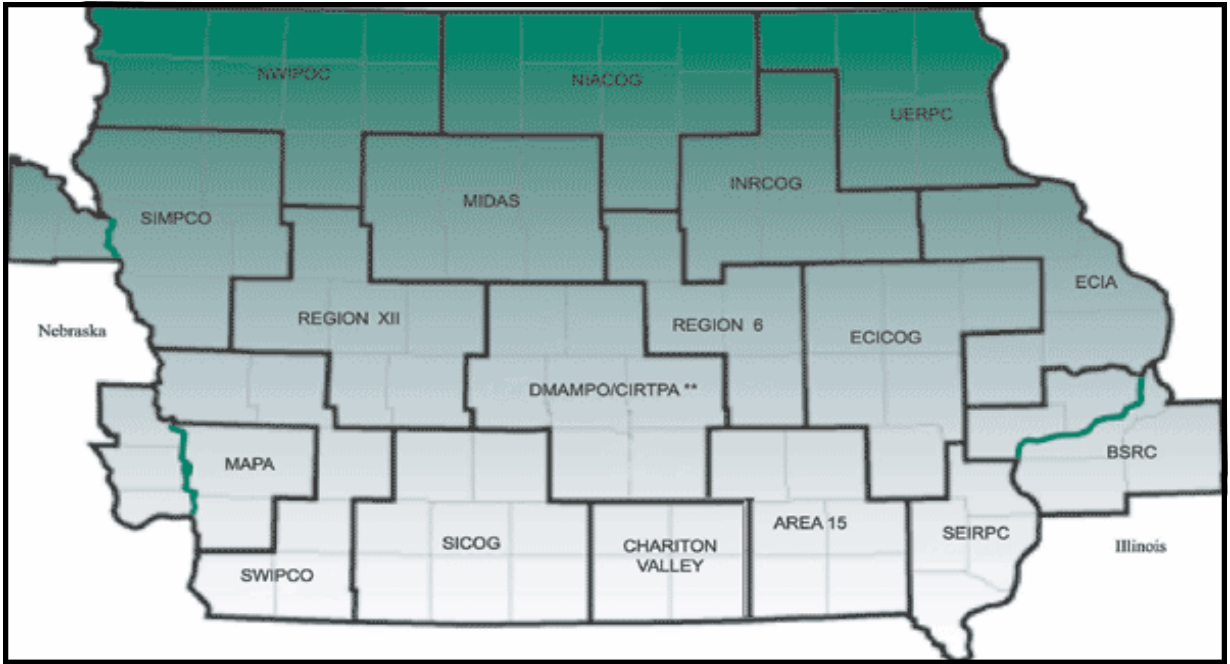 NWIPOC
NIACOG
UERPC
INRCOG
MIDAS
SIMPCO
ECIA
REGION XII
REGION 6
Nebraska
ECICOG
DMAMPO/CIRTPA **
BSRC
MAPA
AREA 15
SEIRPC
SICOG
CHARITON
VALLEY
Illinois
SWIPCO